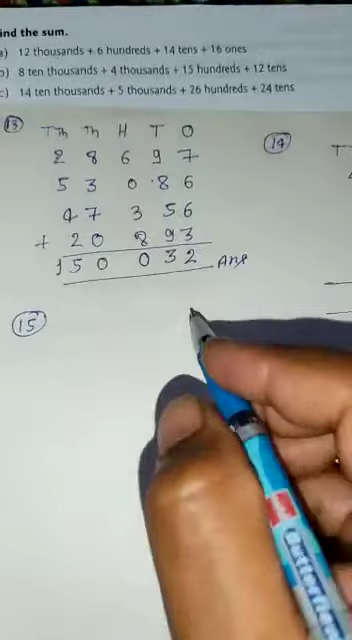 ind the sum.
a) 12 thousands + 6 hundreds + 14 tens + 16 ones
b) 8 ten thousands + 4 thousands + 15 hundreds + 12 tens
c) 14 ten thousands + 5 thousands + 26 hundreds + 24 tens
13 TTh Th H T O
2 8 6 9 7
5 3 0 8 6
4 7 3 5 6
+ 2 0 8 9 3
1 5 0 0 3 2 Ans
14
T
15
Butterflow